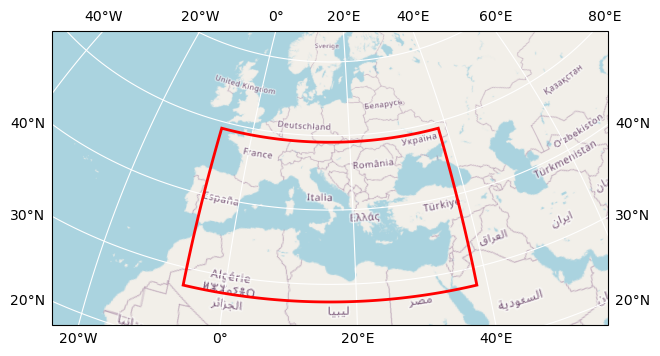 40°W 20°W 0° 20°E 40°E 60°E 80°E
Sverige
United Kingdom
Қазақстан
Беларусь
40°N
Deutschland
40°N
Україна
O'zbekiston
France
Türkmenistan
România
España
Italia
Türkiye
30°N
Ελλάς
30°N
ایران
العراق
Algérie
ⵍⵣⵣⴰⵢⴻⵔ
الجزائر
ليبيا
مصر
السعودية
20°N
20°N
20°W 0° 20°E 40°E